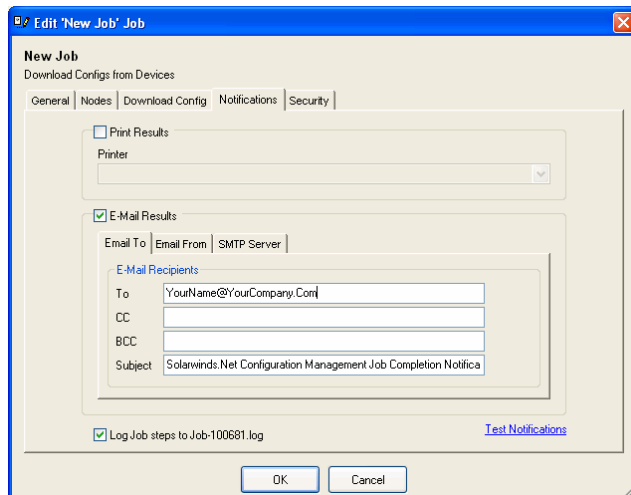 Edit 'New Job' Job
New Job
Download Configs from Devices
General Nodes Download Config Notifications Security
Print Results
Printer
E-Mail Results
Email To Email From SMTP Server
E-Mail Recipients
To YourName@YourCompany.Com
CC
BCC
Subject Solarwinds.Net Configuration Management Job Completion Notifica
Log Job steps to Job-100681.log
Test Notifications
OK Cancel